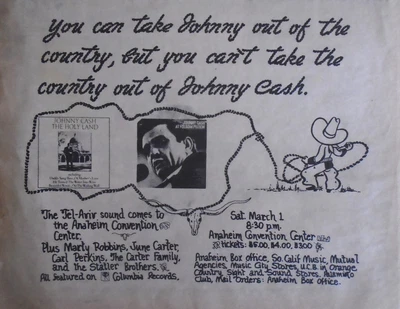 You can take Johnny out of the
country, but you can't take the
country out of Johnny Cash.
JOHNNY CASH
THE HOLY LAND
AT FOLSOM PRISON
The Tel-Aviv sound comes to
the Anaheim Convention
Center.
Plus Marty Robbins, June Carter,
Carl Perkins, The Carter Family,
and the Statler Brothers.
All featured on Columbia Records.
Sat. March 1
8:30 p.m.
Anaheim Convention Center
tickets: $5.00, $4.00, $3.00
Anaheim Box Office, So. Calif Music, Mutual
Agencies, Music City Stores, U.C.B. in Orange
Country, Sight and Sound Stores, Palomino
Club, Mail Orders: Anaheim Box Office.